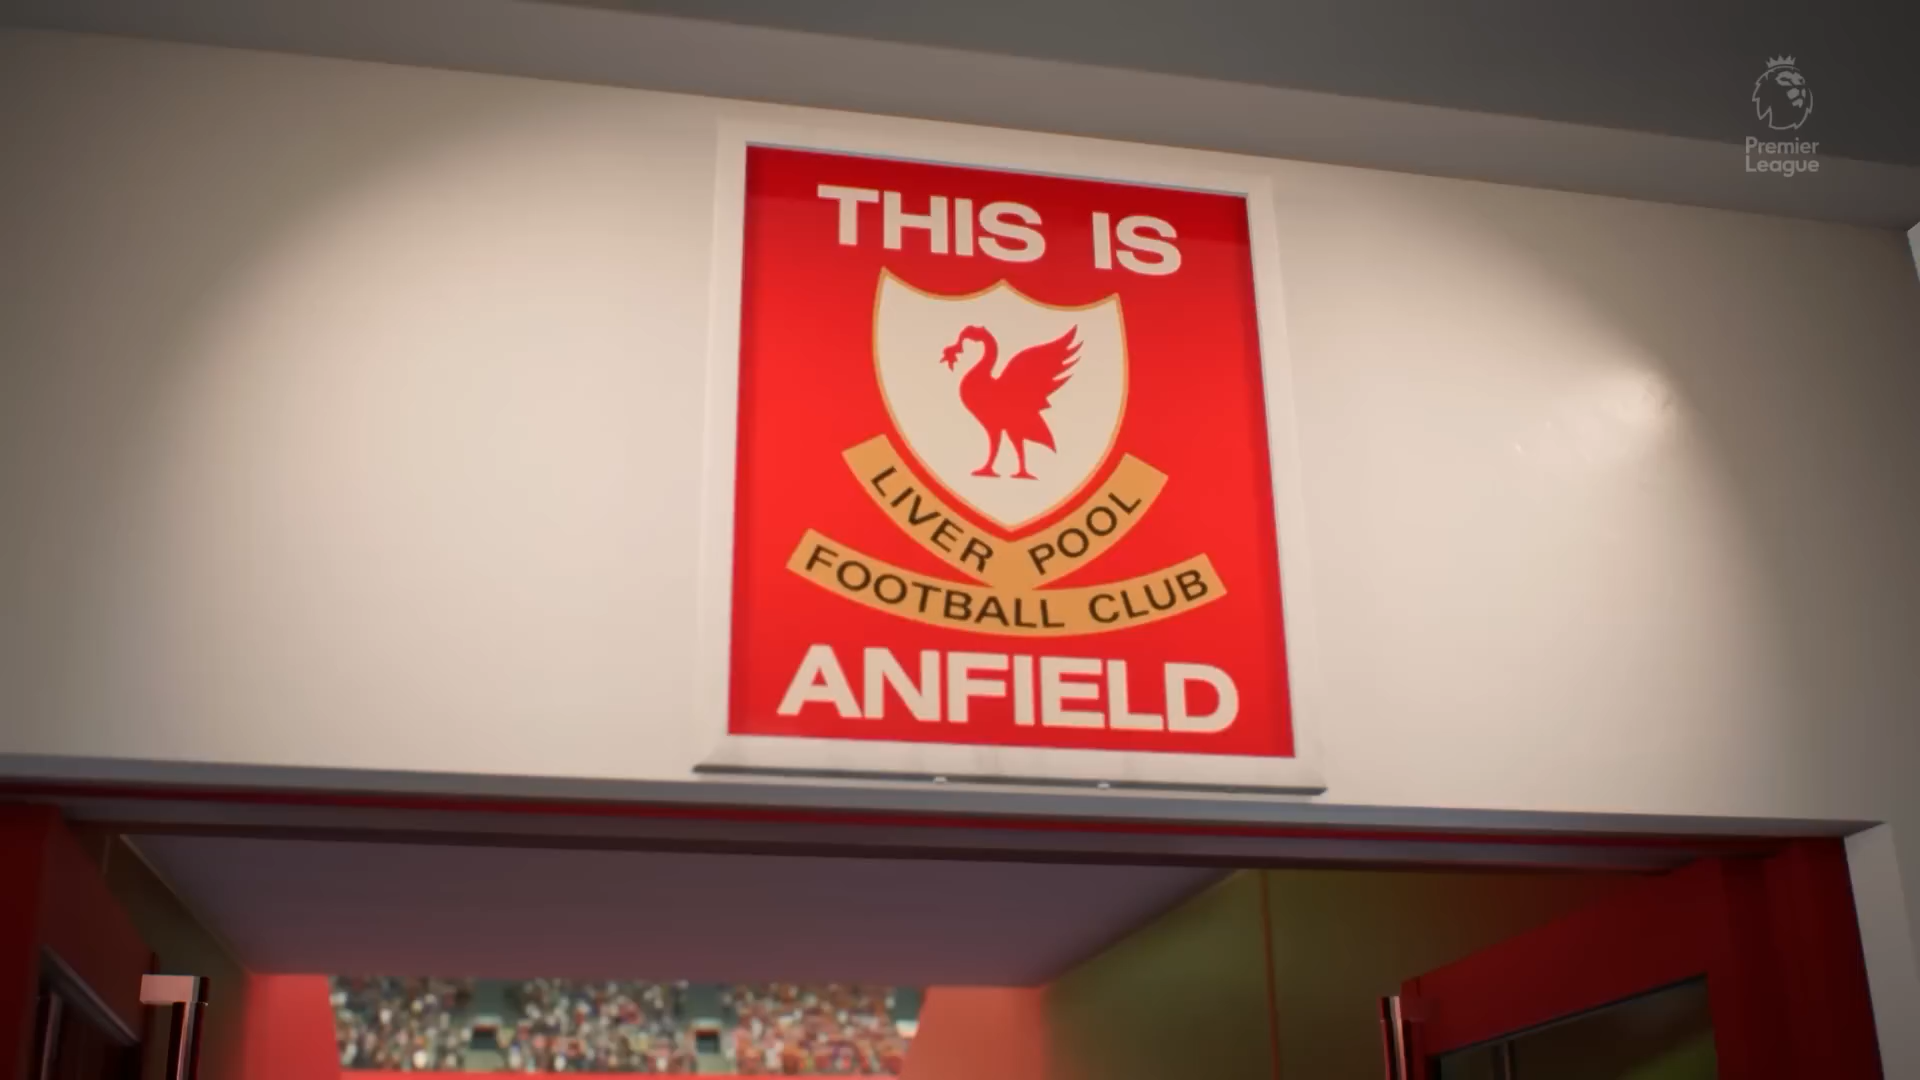 THIS IS
LIVER POOL
FOOTBALL CLUB
ANFIELD
Premier
League